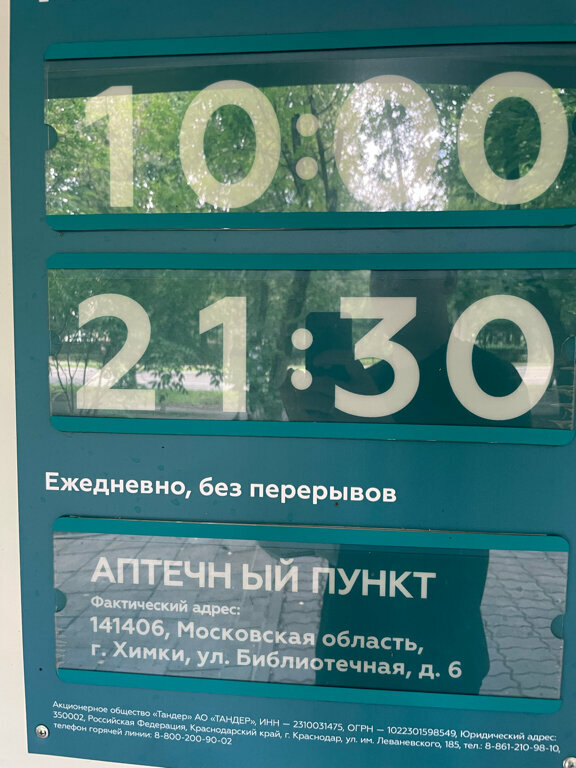 10:00
21:30
Ежедневно, без перерывов
АПТЕЧН ЫЙ ПУНКТ
Фактический адрес:
141406, Московская область,
г. Химки, ул. Библиотечная, д. 6
Акционерное общество «Тандер» АО «ТАНДЕР», ИНН — 2310031475, ОГРН — 1022301598549, Юридический адрес:
350002, Российская Федерация, Краснодарский край, г. Краснодар, ул. им. Леваневского, 185, тел.: 8-861-210-98-10,
телефон горячей линии: 8-800-200-90-02